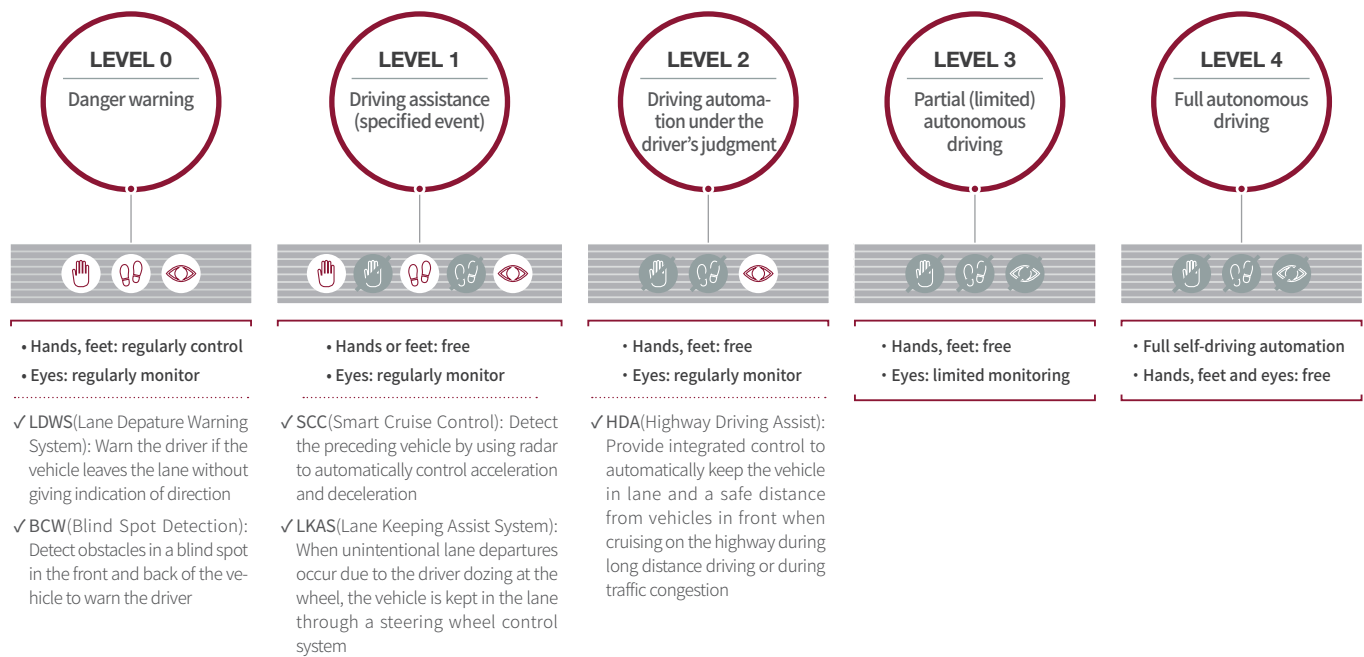 LEVEL 0
Danger warning
• Hands, feet: regularly control
• Eyes: regularly monitor
✓ LDWS(Lane Depature Warning
System): Warn the driver if the
vehicle leaves the lane without
giving indication of direction
✓ BCW(Blind Spot Detection):
Detect obstacles in a blind spot
in the front and back of the ve-
hicle to warn the driver
LEVEL 1
Driving assistance
(specified event)
• Hands or feet: free
• Eyes: regularly monitor
✓ SCC(Smart Cruise Control): Detect
the preceding vehicle by using radar
to automatically control acceleration
and deceleration
✓ LKAS(Lane Keeping Assist System):
When unintentional lane departures
occur due to the driver dozing at the
wheel, the vehicle is kept in the lane
through a steering wheel control
system
LEVEL 2
Driving automa-
tion under the
driver's judgment
• Hands, feet: free
• Eyes: regularly monitor
✓ HDA(Highway Driving Assist):
Provide integrated control to
automatically keep the vehicle
in lane and a safe distance
from vehicles in front when
cruising on the highway during
long distance driving or during
traffic congestion
LEVEL 3
Partial (limited)
autonomous
driving
• Hands, feet: free
• Eyes: limited monitoring
LEVEL 4
Full autonomous
driving
• Full self-driving automation
• Hands, feet and eyes: free